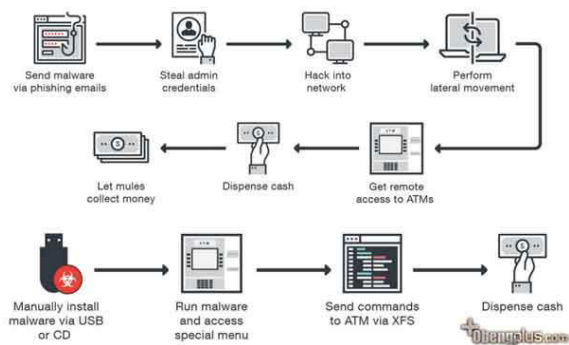 Send malware
via phishing emails
Steal admin
credentials
Hack into
network
Perform
lateral movement
Let mules
collect money
Dispense cash
Get remote
access to ATMs
Manually install
malware via USB
or CD
Run malware
and access
special menu
Send commands
to ATM via XFS
Dispense cash
Obengplus.com